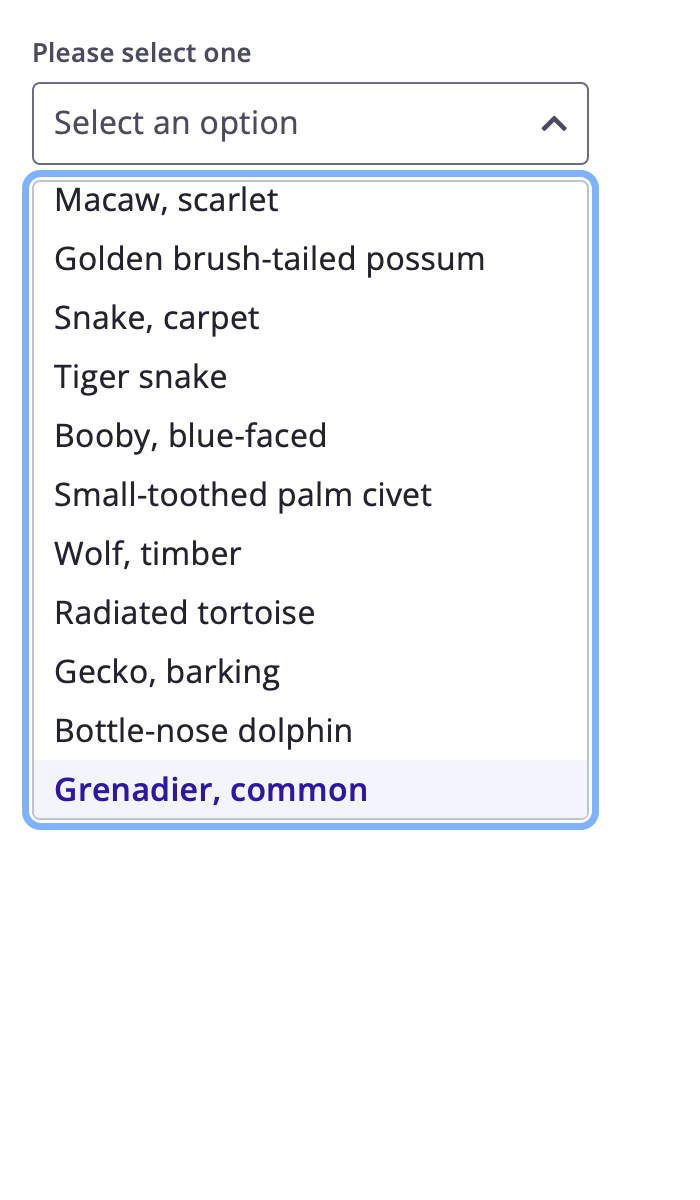 Please select one
Select an option
Macaw, scarlet
Golden brush-tailed possum
Snake, carpet
Tiger snake
Booby, blue-faced
Small-toothed palm civet
Wolf, timber
Radiated tortoise
Gecko, barking
Bottle-nose dolphin
Grenadier, common